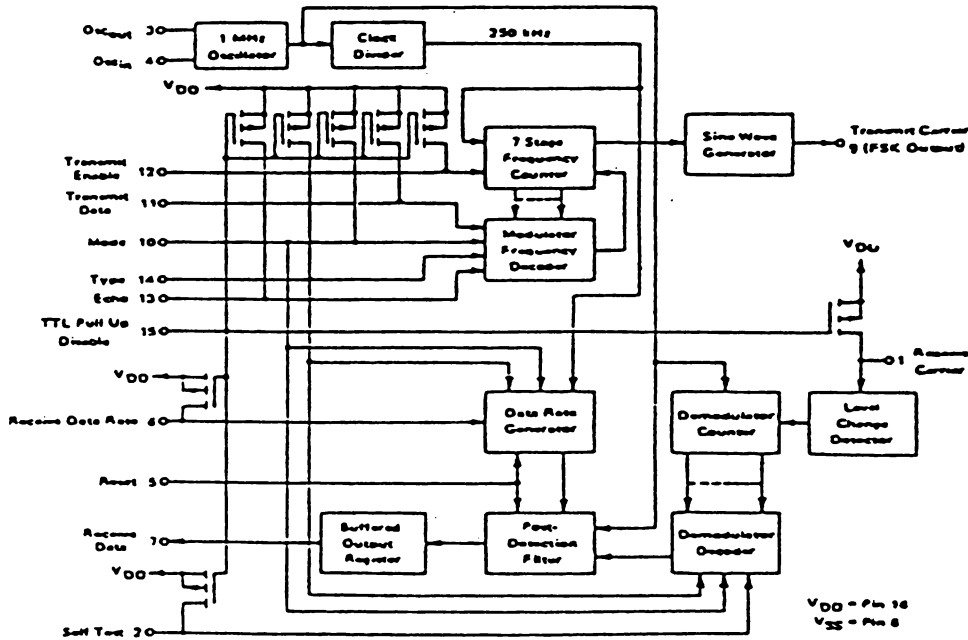 Osc out 3
Osc in 4
1 MHz
Oscillator
Clock
Divider
250 kHz
VDD
Transmit
Enable 12
Transmit
Data 11
Mode 10
Type 14
Echo 13
TTL Pull Up
Disable 15
7 Stage
Frequency
Counter
Modulator
Frequency
Decoder
Sine Wave
Generator
Transmit Carrier
9 (FSK Output)
VDD
1 Receive
Carrier
VDD
Receive Data Rate 6
Data Rate
Generator
Demodulator
Counter
Level
Change
Detector
Reset 5
Receive
Data 7
Buffered
Output
Register
Post-
Detection
Filter
Demodulator
Decoder
VDD
Self Test 2
VDD = Pin 16
VSS = Pin 8